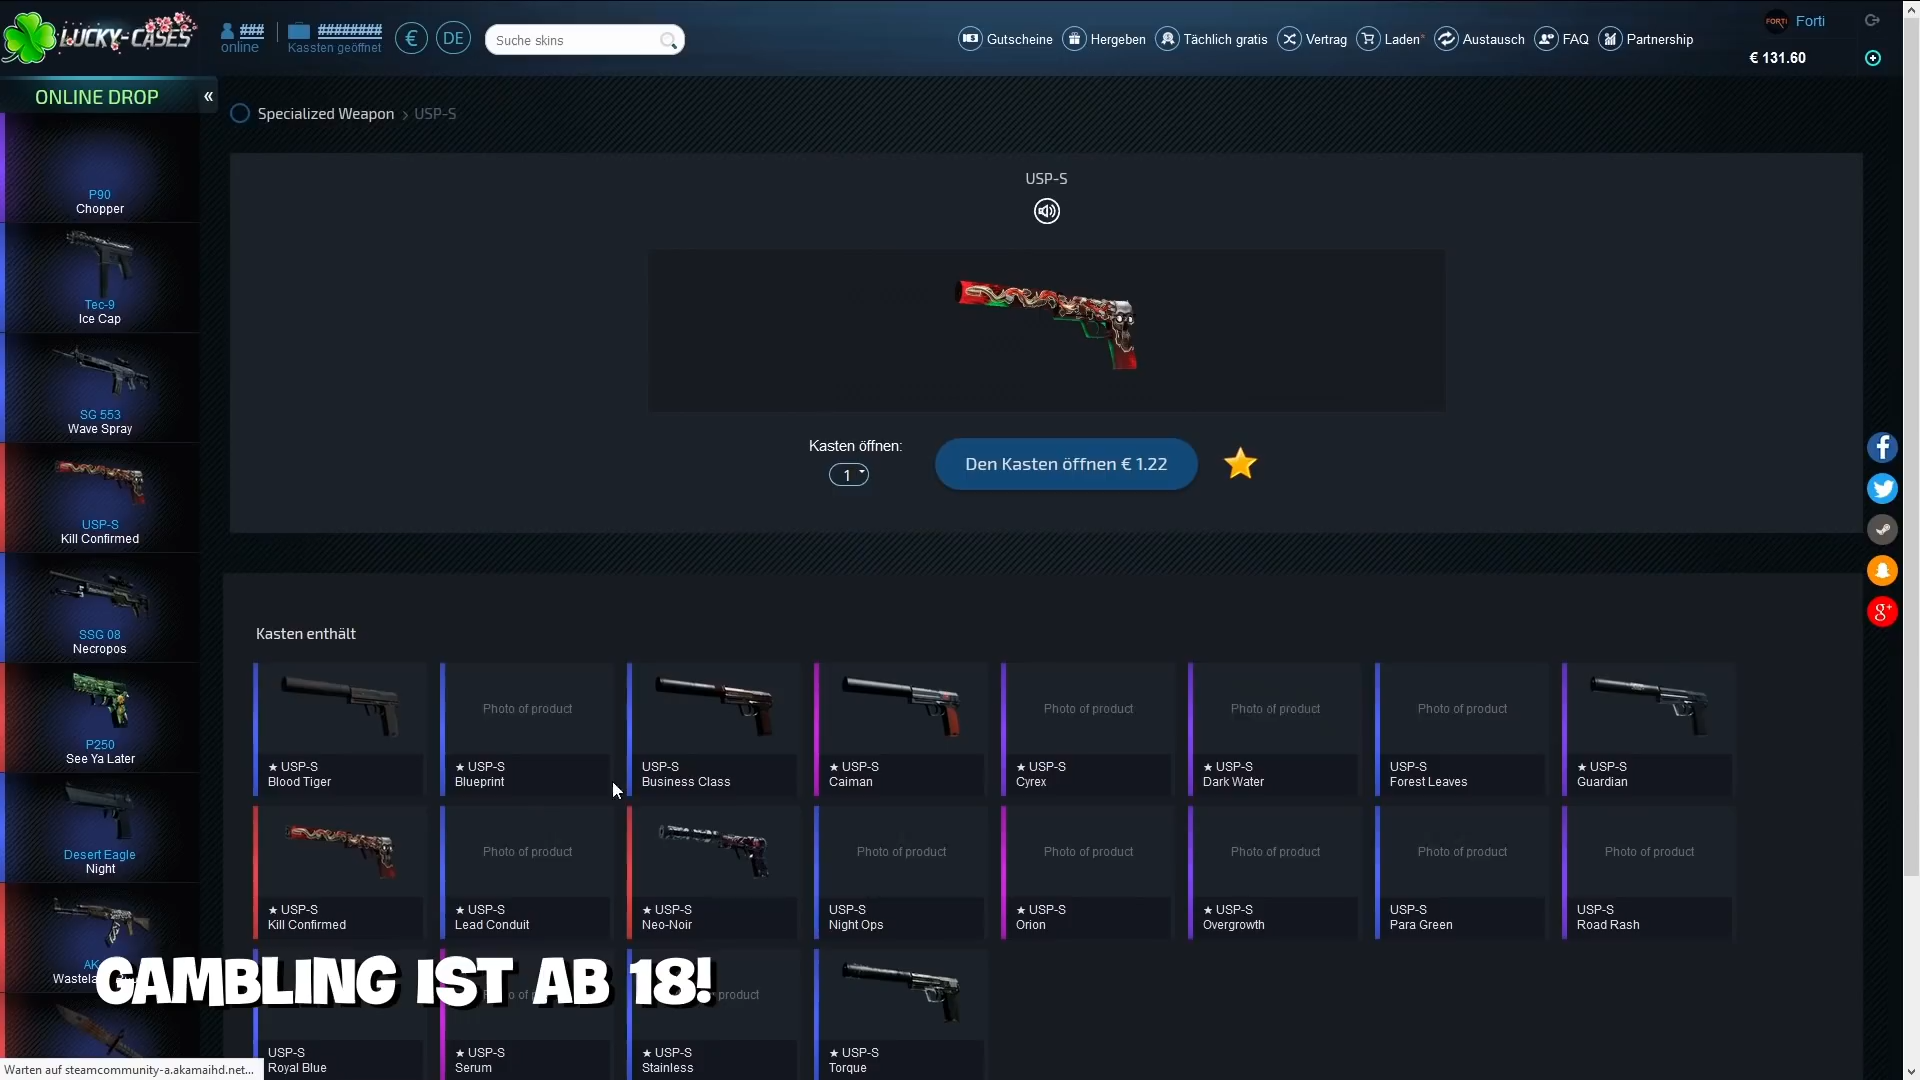 LUCKY-CASES
###
online
########
Kassten geöffnet
€
DE
Suche skins
Gutscheine
Hergeben
Tächlich gratis
Vertrag
Laden*
Austausch
FAQ
Partnership
FORTI
Forti
€ 131.60
ONLINE DROP
«
Specialized Weapon › USP-S
P90
Chopper
Tec-9
Ice Cap
SG 553
Wave Spray
USP-S
Kill Confirmed
SSG 08
Necropos
P250
See Ya Later
Desert Eagle
Night
USP-S
Kasten öffnen:
1
Den Kasten öffnen € 1.22
g+
Kasten enthält
★ USP-S
Blood Tiger
Photo of product
★ USP-S
Blueprint
USP-S
Business Class
★ USP-S
Caiman
Photo of product
★ USP-S
Cyrex
Photo of product
★ USP-S
Dark Water
Photo of product
USP-S
Forest Leaves
★ USP-S
Guardian
★ USP-S
Kill Confirmed
Photo of product
★ USP-S
Lead Conduit
★ USP-S
Neo-Noir
Photo of product
USP-S
Night Ops
Photo of product
★ USP-S
Orion
Photo of product
★ USP-S
Overgrowth
Photo of product
USP-S
Para Green
Photo of product
USP-S
Road Rash
GAMBLING IST AB 18!
USP-S
Royal Blue
Photo of
★ USP-S
Serum
product
★ USP-S
Stainless
★ USP-S
Torque
Warten auf steamcommunity-a.akamaihd.net...